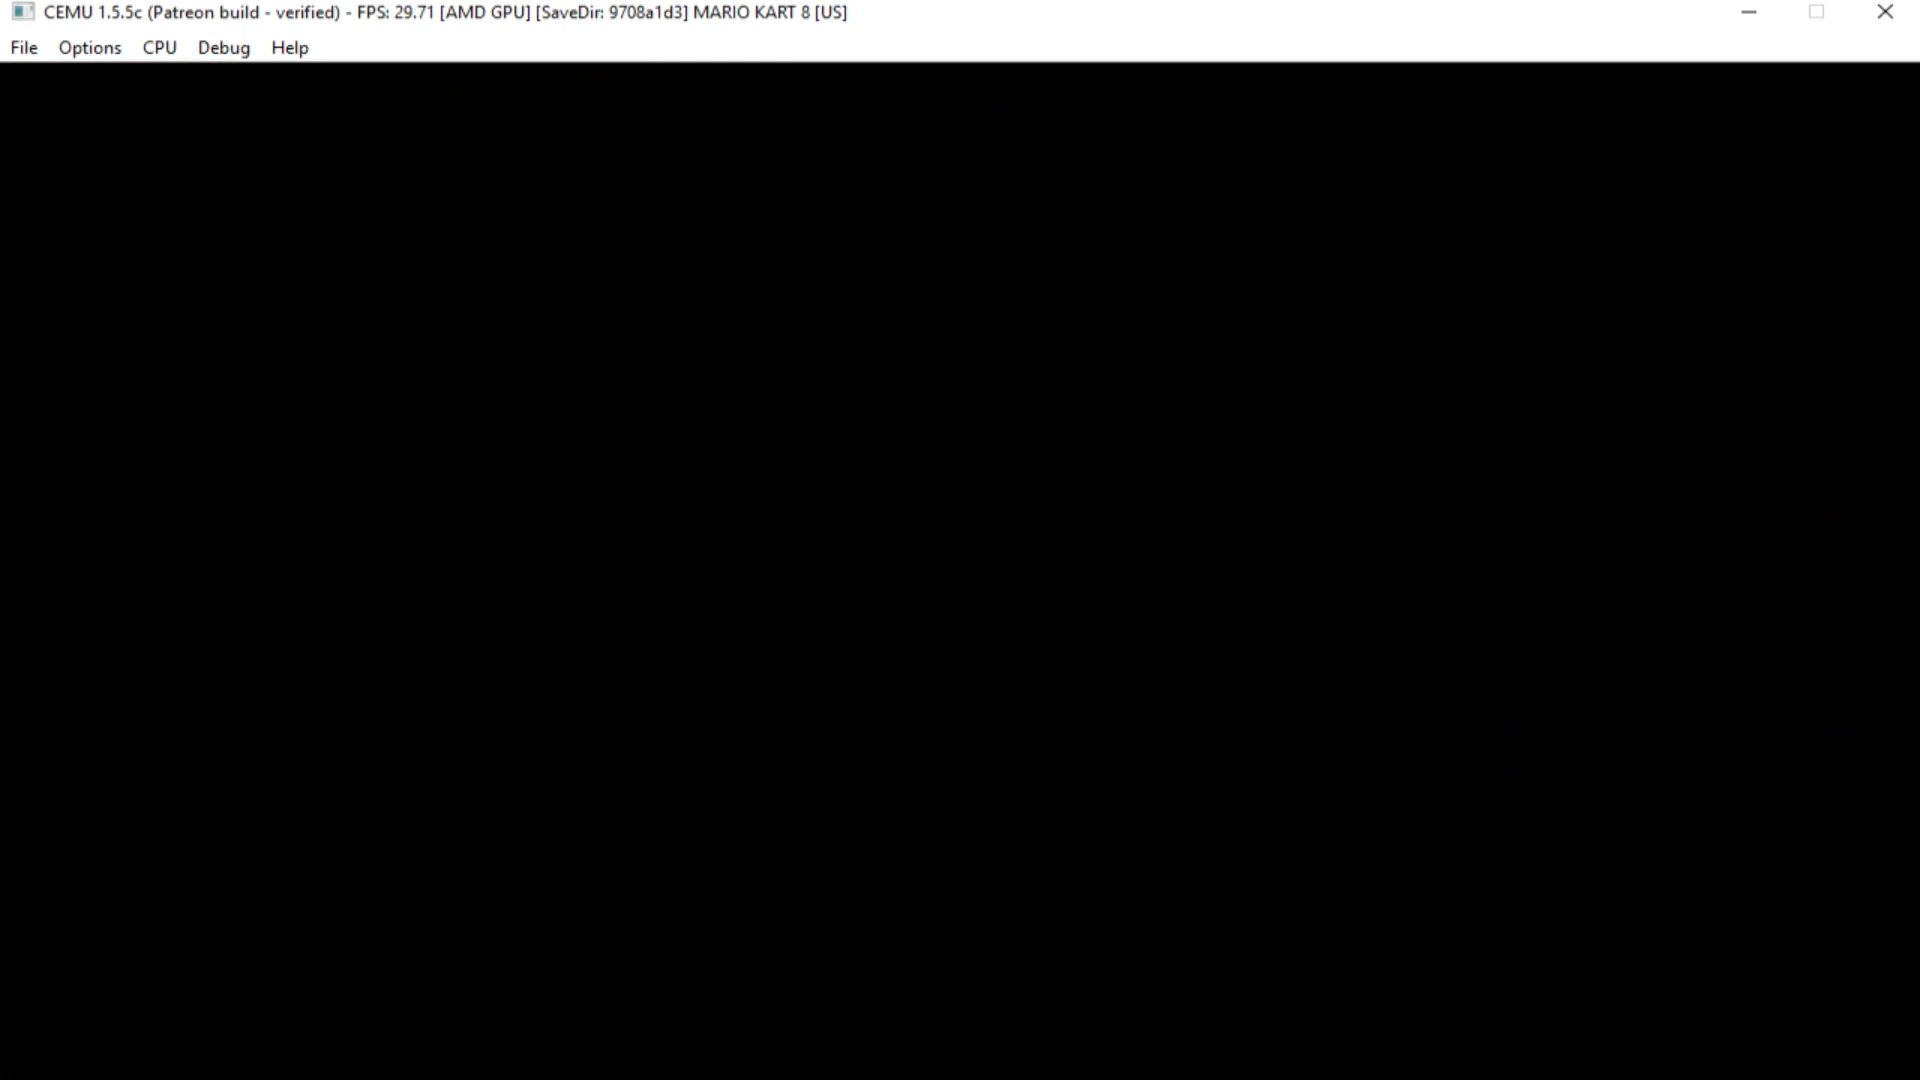 CEMU 1.5.5c (Patreon build - verified) - FPS: 29.71 [AMD GPU] [SaveDir: 9708a1d3] MARIO KART 8 [US]
File Options CPU Debug Help